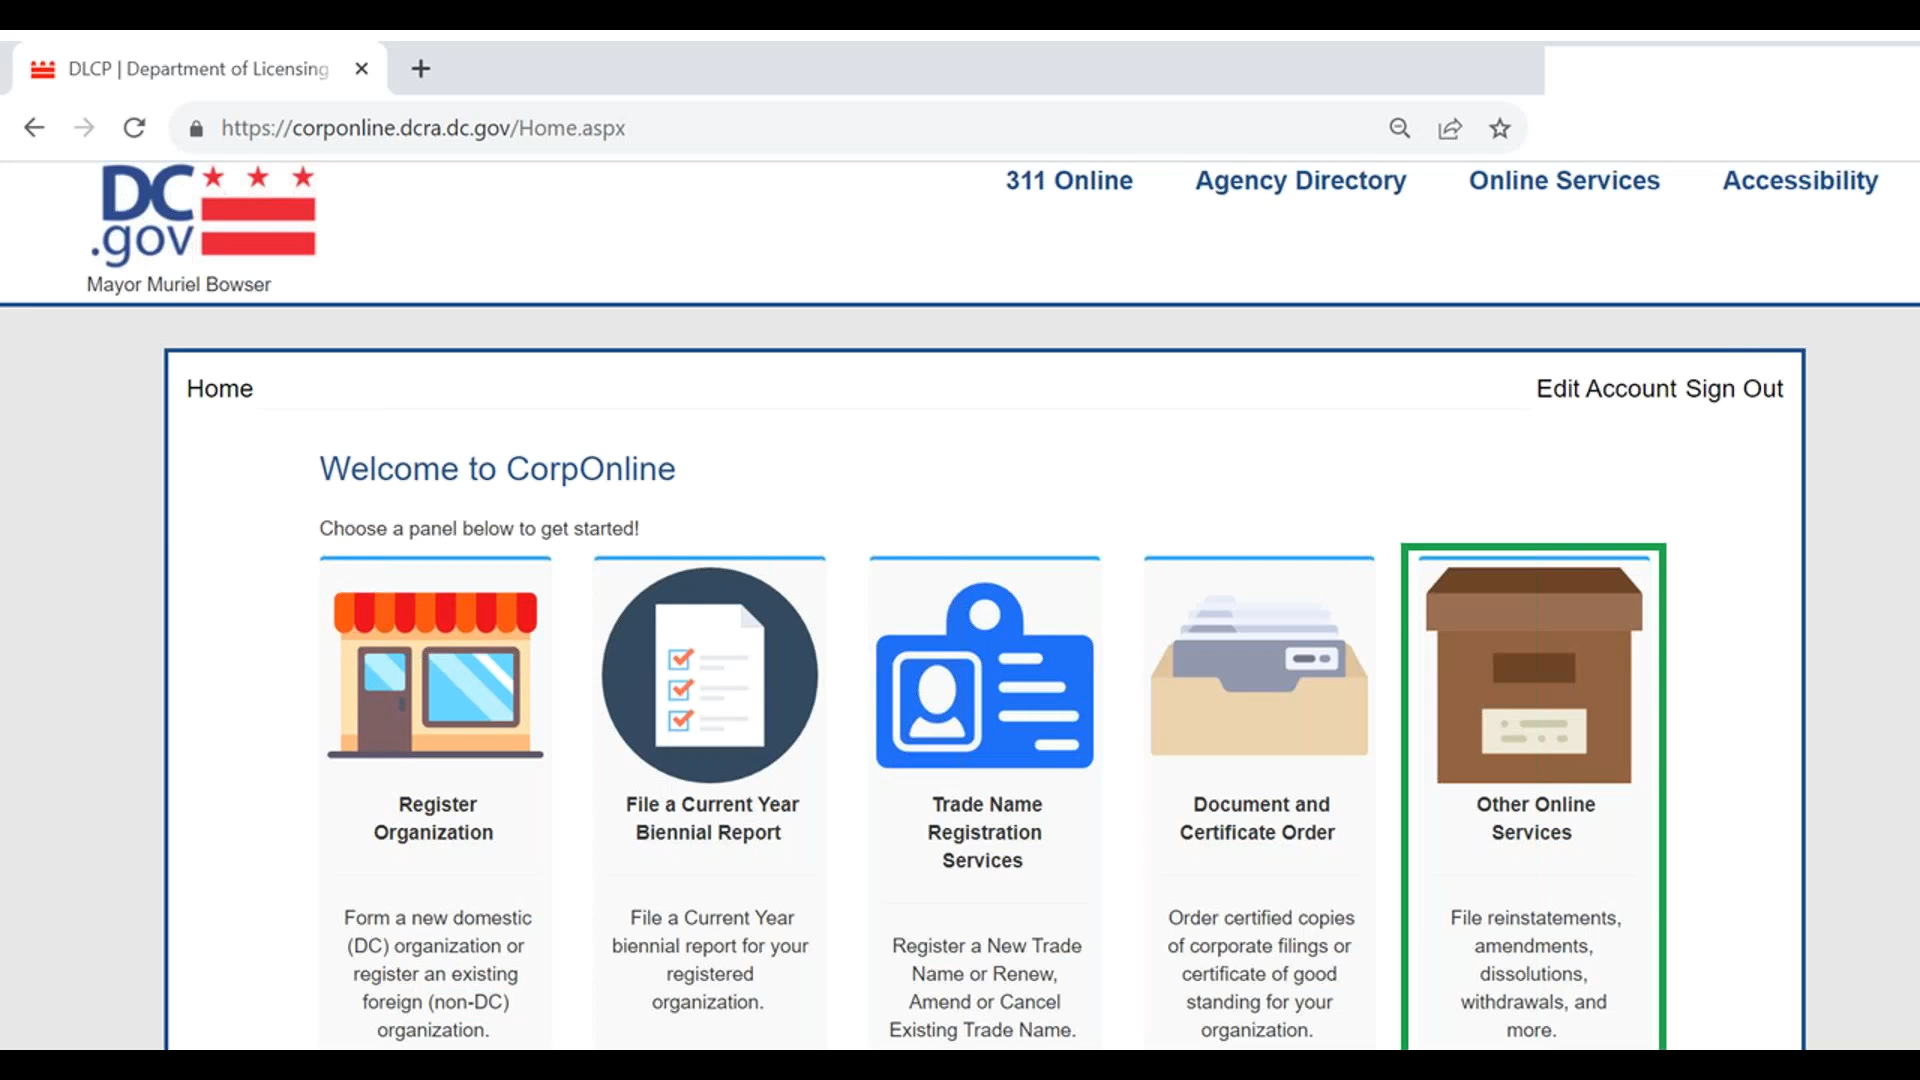 DLCP | Department of Licensing
https://corponline.dcra.dc.gov/Home.aspx
DC
.gov
Mayor Muriel Bowser
311 Online
Agency Directory
Online Services
Accessibility
Home
Edit Account Sign Out
Welcome to CorpOnline
Choose a panel below to get started!
Register
Organization
Form a new domestic
(DC) organization or
register an existing
foreign (non-DC)
organization.
File a Current Year
Biennial Report
File a Current Year
biennial report for your
registered
organization.
Trade Name
Registration
Services
Register a New Trade
Name or Renew,
Amend or Cancel
Existing Trade Name.
Document and
Certificate Order
Order certified copies
of corporate filings or
certificate of good
standing for your
organization.
Other Online
Services
File reinstatements,
amendments,
dissolutions,
withdrawals, and
more.